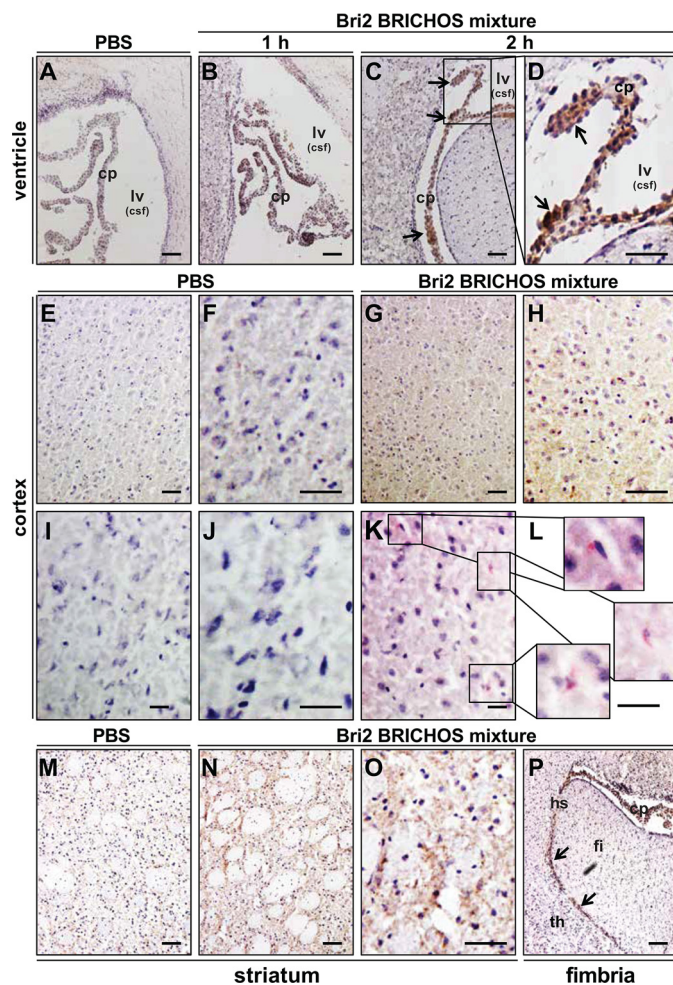 Bri2 BRICHOS mixture
PBS 1 h 2 h
ventricle
A B C D
cp lv (csf)
lv (csf) cp
lv (csf) cp
cp lv (csf)
PBS Bri2 BRICHOS mixture
cortex
E F G H
I J K L
PBS Bri2 BRICHOS mixture
M N O P
hs cp
fi
th
striatum fimbria